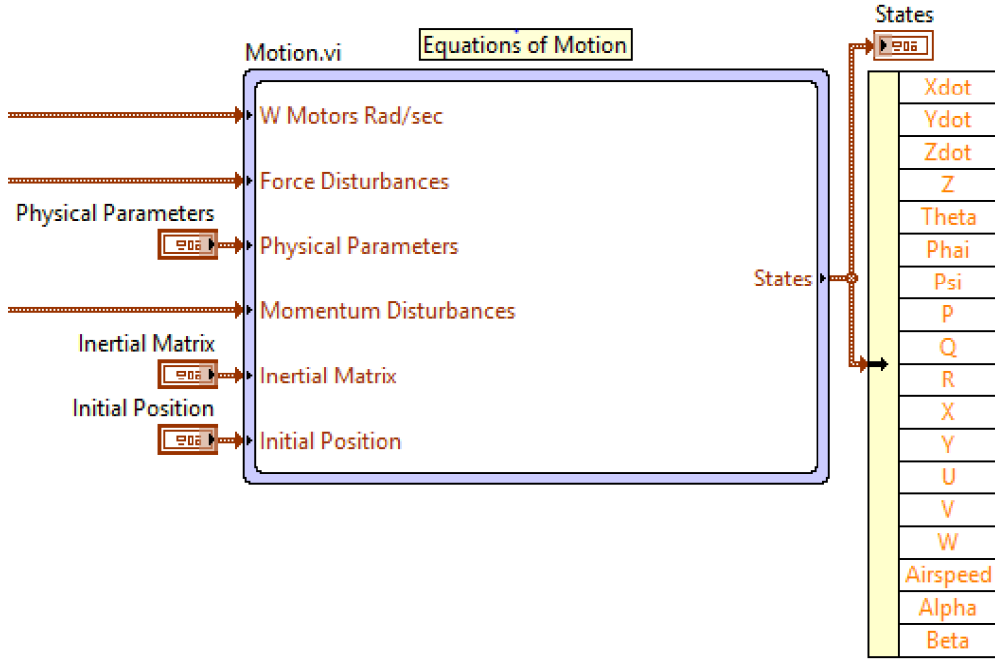 States
Equations of Motion
Motion.vi
W Motors Rad/sec
Force Disturbances
Physical Parameters
Physical Parameters
States
Momentum Disturbances
Inertial Matrix
Inertial Matrix
Initial Position
Initial Position
Xdot
Ydot
Zdot
Z
Theta
Phai
Psi
P
Q
R
X
Y
U
V
W
Airspeed
Alpha
Beta